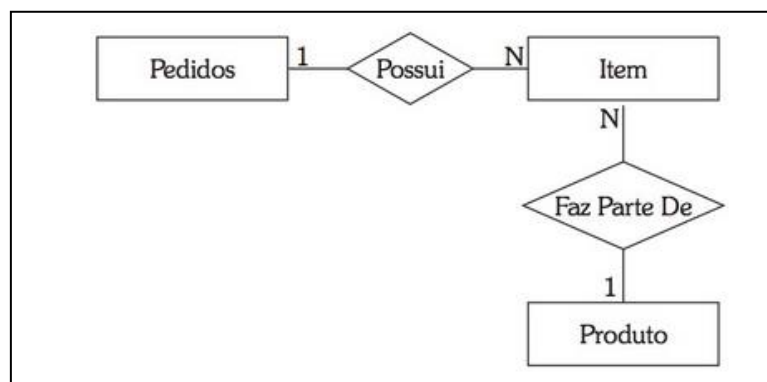 Pedidos 1 Possui N Item
N
Faz Parte De
1
Produto